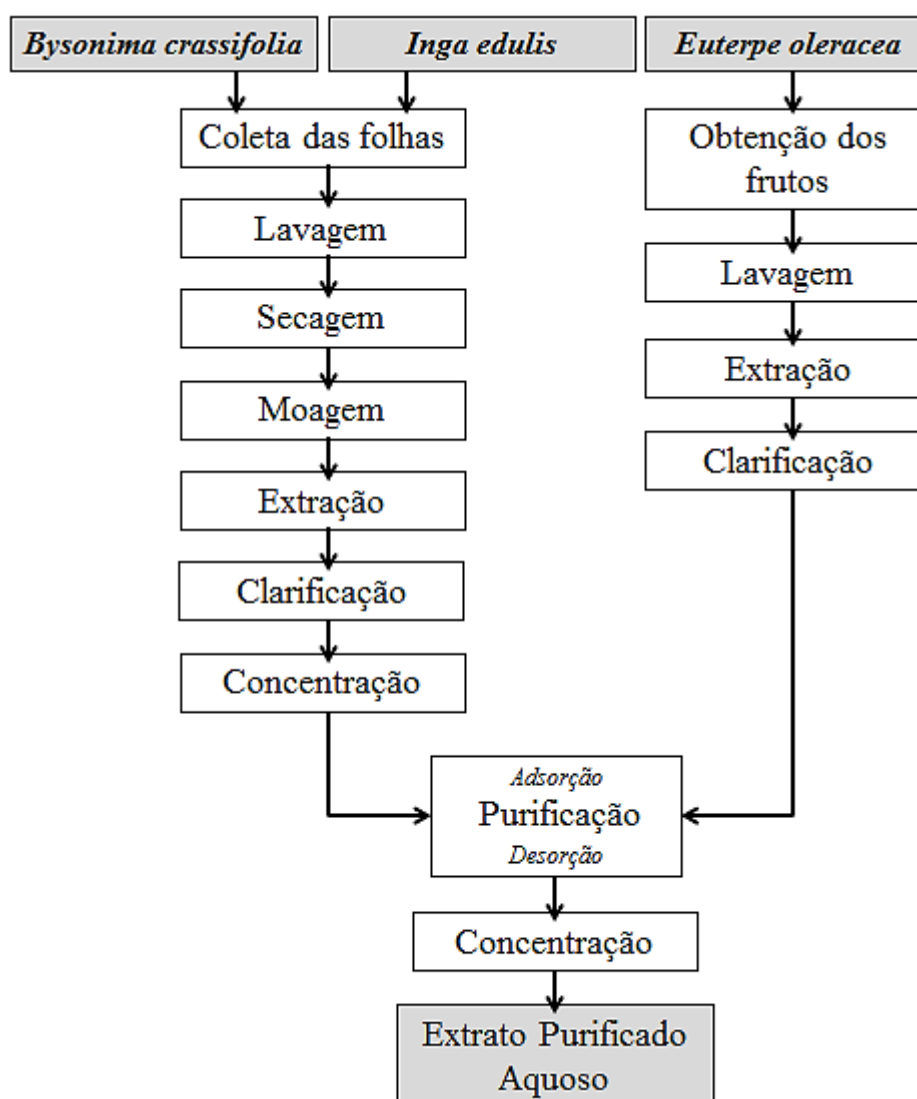 Bysonima crassifolia
Inga edulis
Euterpe oleracea
Coleta das folhas
Lavagem
Secagem
Moagem
Extração
Clarificação
Concentração
Obtenção dos
frutos
Lavagem
Extração
Clarificação
Adsorção
Purificação
Desorção
Concentração
Extrato Purificado
Aquoso